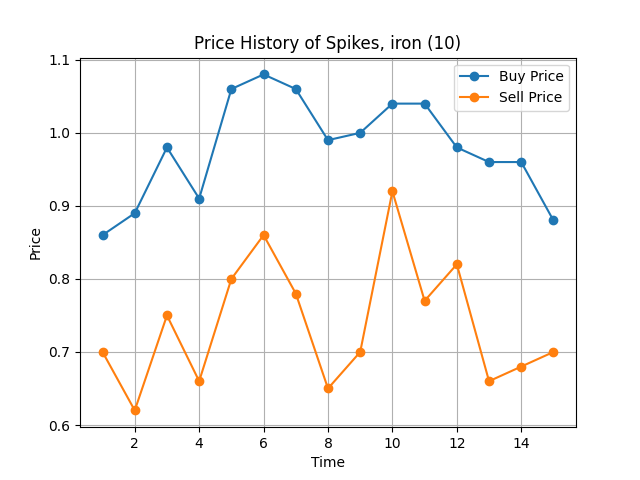 Price History of Spikes, iron (10)
Buy Price
Sell Price
1.1
1.0
0.9
0.8
0.7
0.6
Price
2 4 6 8 10 12 14
Time